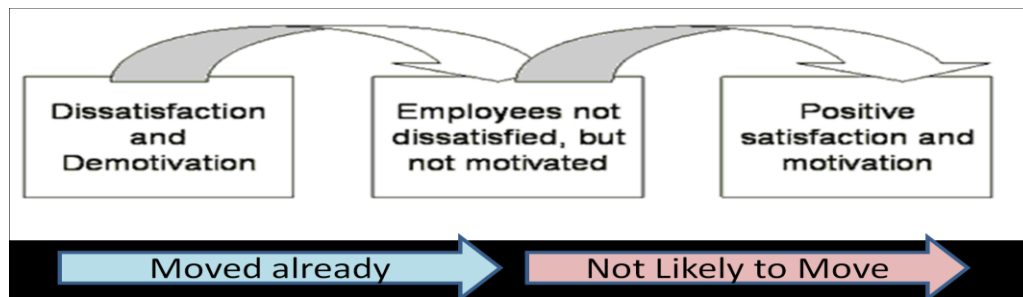 Dissatisfaction
and
Demotivation
Employees not
dissatisfied, but
not motivated
Positive
satisfaction and
motivation
Moved already
Not Likely to Move